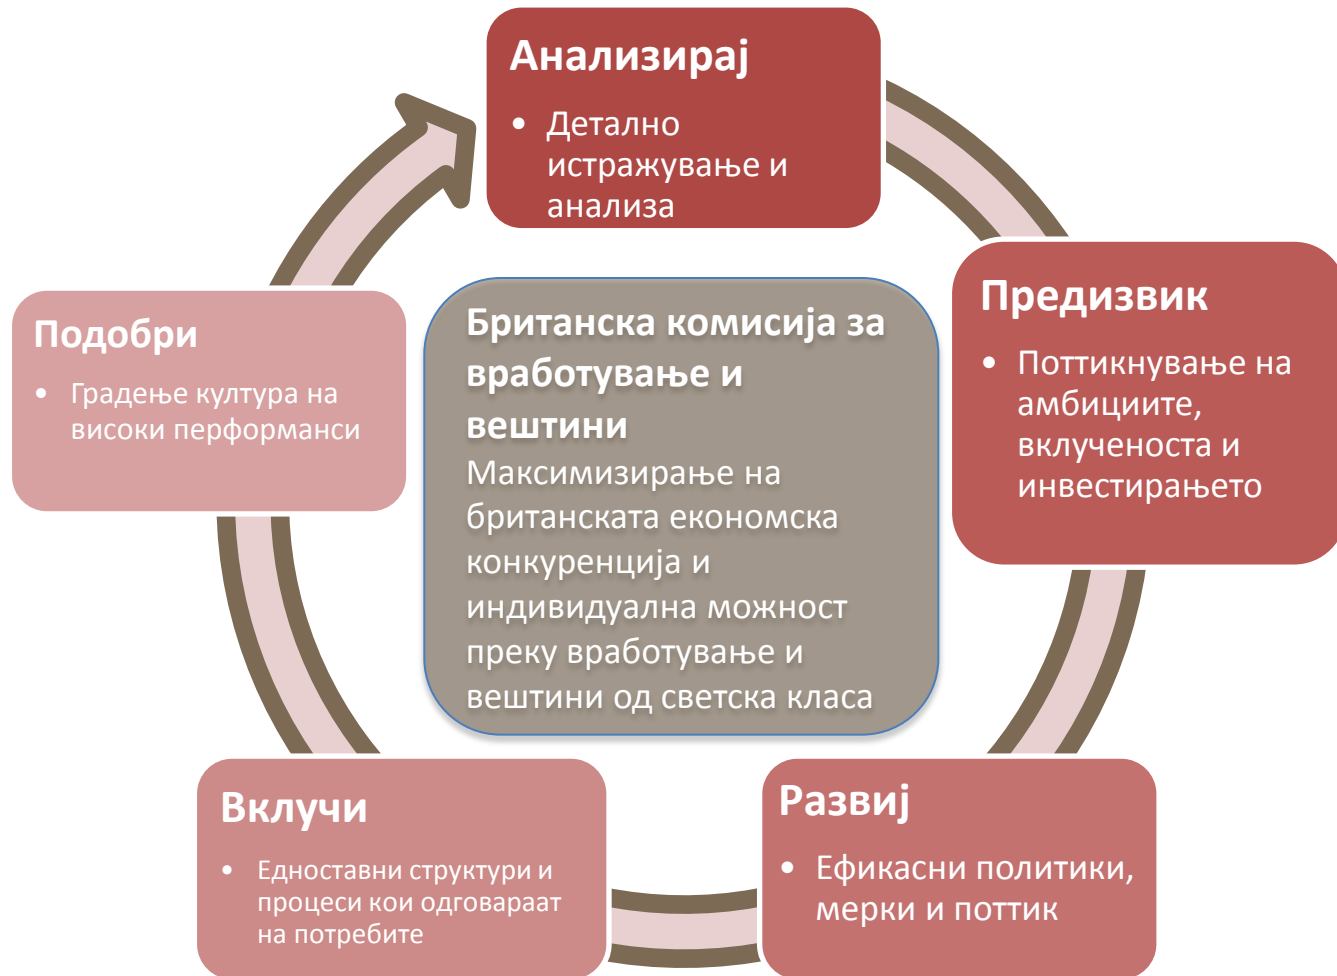 Анализирај
• Детално
истражување и
анализа
Предизвик
• Поттикнување на
амбициите,
вклученоста и
инвестирањето
Развиј
• Ефикасни политики,
мерки и поттик
Вклучи
• Едноставни структури и
процеси кои одговараат
на потребите
Подобри
• Градење култура на
високи перформанси
Британска комисија за
вработување и
вештини
Максимизирање на
британската економска
конкуренција и
индивидуална можност
преку вработување и
вештини од светска класа